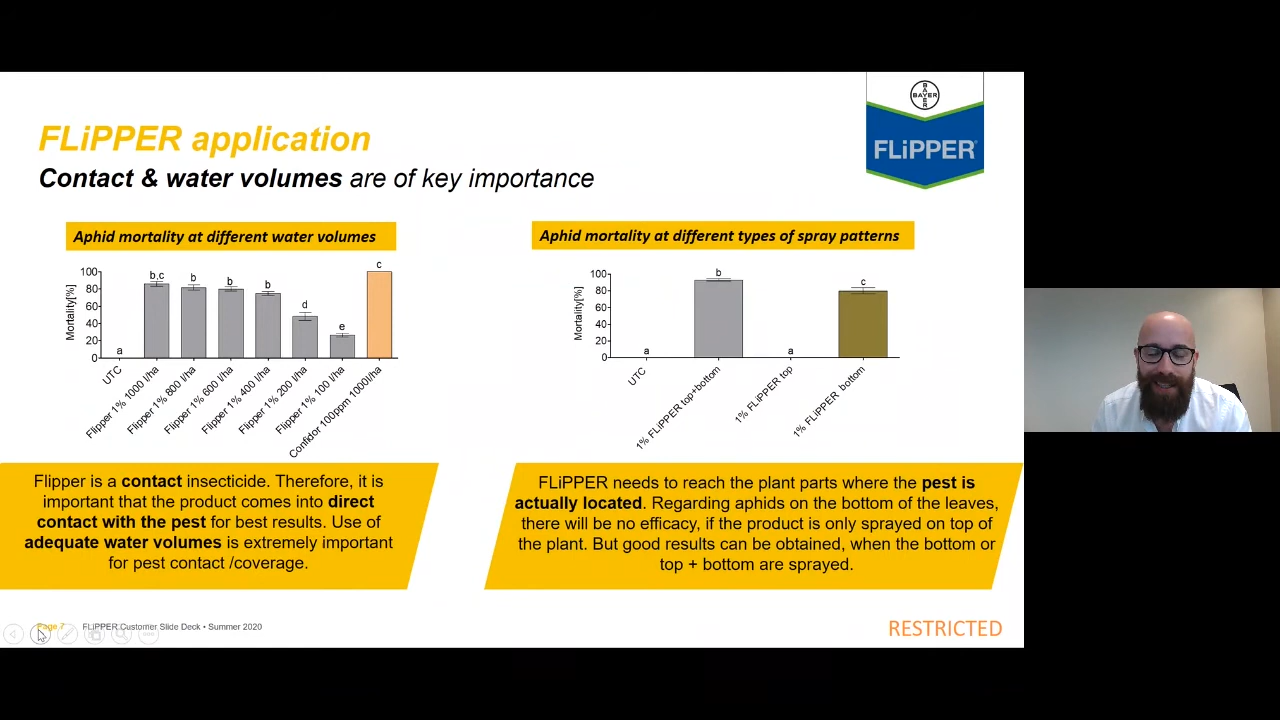 FLiPPER application
Contact & water volumes are of key importance
BAYER
BAYER
FLiPPER
Aphid mortality at different water volumes
Mortality[%]
100
80
60
40
20
0
a
b,c
b
b
b
d
e
c
UTC
Flipper 1% 1000 l/ha
Flipper 1% 800 l/ha
Flipper 1% 600 l/ha
Flipper 1% 400 l/ha
Flipper 1% 200 l/ha
Flipper 1% 100 l/ha
Confidor 100ppm 1000l/ha
Aphid mortality at different types of spray patterns
Mortality[%]
100
80
60
40
20
0
a
b
a
c
UTC
1% FLiPPER top+bottom
1% FLiPPER top
1% FLiPPER bottom
Flipper is a contact insecticide. Therefore, it is
important that the product comes into direct
contact with the pest for best results. Use of
adequate water volumes is extremely important
for pest contact /coverage.
FLiPPER needs to reach the plant parts where the pest is
actually located. Regarding aphids on the bottom of the leaves,
there will be no efficacy, if the product is only sprayed on top of
the plant. But good results can be obtained, when the bottom or
top + bottom are sprayed.
Page 7 FLiPPER Customer Slide Deck • Summer 2020
RESTRICTED